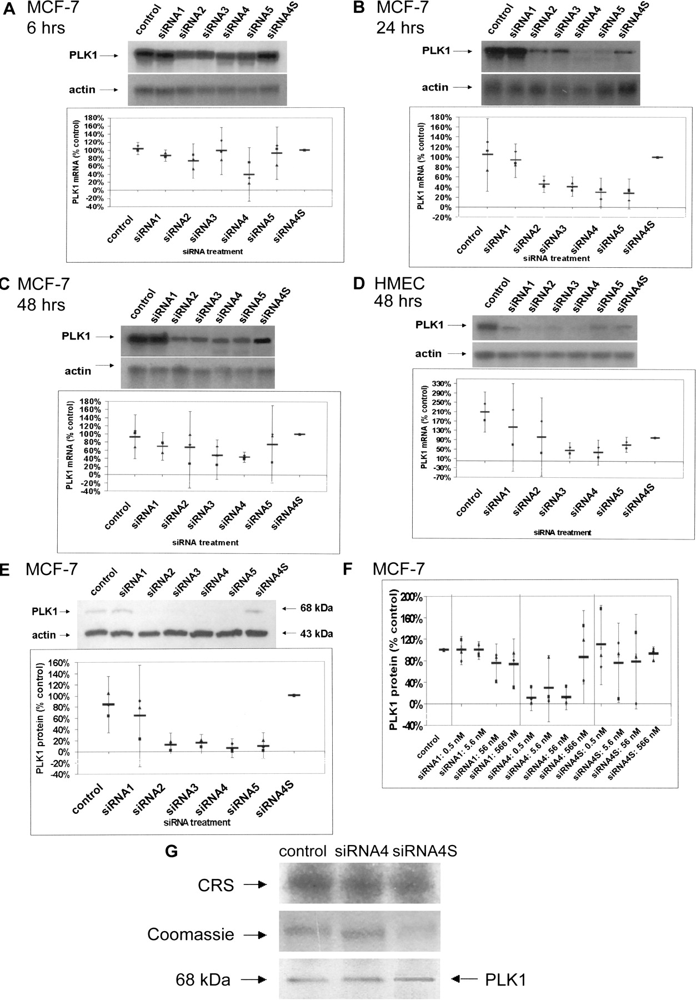 A MCF-7
6 hrs
control siRNA1 siRNA2 siRNA3 siRNA4 siRNA5 siRNA4S
PLK1
actin
PLK1 mRNA (% control)
180%
160%
140%
120%
100%
80%
60%
40%
20%
0%
-20%
-40%
control siRNA1 siRNA2 siRNA3 siRNA4 siRNA5 siRNA4S
siRNA treatment
B MCF-7
24 hrs
control siRNA1 siRNA2 siRNA3 siRNA4 siRNA5 siRNA4S
PLK1
actin
PLK1 mRNA (% control)
180%
160%
140%
120%
100%
80%
60%
40%
20%
0%
-20%
control siRNA1 siRNA2 siRNA3 siRNA4 siRNA5 siRNA4S
siRNA treatment
C MCF-7
48 hrs
control siRNA1 siRNA2 siRNA3 siRNA4 siRNA5 siRNA4S
PLK1
actin
PLK1 mRNA (% control)
180%
160%
140%
120%
100%
80%
60%
40%
20%
0%
-20%
-40%
control siRNA1 siRNA2 siRNA3 siRNA4 siRNA5 siRNA4S
siRNA treatment
D HMEC
48 hrs
control siRNA1 siRNA2 siRNA3 siRNA4 siRNA5 siRNA4S
PLK1
actin
PLK1 mRNA (% control)
330%
290%
250%
210%
170%
130%
90%
50%
10%
-30%
-70%
control siRNA1 siRNA2 siRNA3 siRNA4 siRNA5 siRNA4S
siRNA treatment
E MCF-7
control siRNA1 siRNA2 siRNA3 siRNA4 siRNA5 siRNA4S
PLK1 68 kDa
actin 43 kDa
PLK1 protein (% control)
160%
140%
120%
100%
80%
60%
40%
20%
0%
-20%
-40%
control siRNA1 siRNA2 siRNA3 siRNA4 siRNA5 siRNA4S
siRNA treatment
F MCF-7
PLK1 protein (% control)
200%
160%
120%
80%
40%
0%
-40%
control siRNA1: 0.5 nM siRNA1: 5.6 nM siRNA1: 56 nM siRNA1: 566 nM siRNA4: 0.5 nM siRNA4: 5.6 nM siRNA4: 56 nM siRNA4: 566 nM siRNA4S: 0.5 nM siRNA4S: 5.6 nM siRNA4S: 56 nM siRNA4S: 566 nM
G control siRNA4 siRNA4S
CRS
Coomassie
68 kDa PLK1